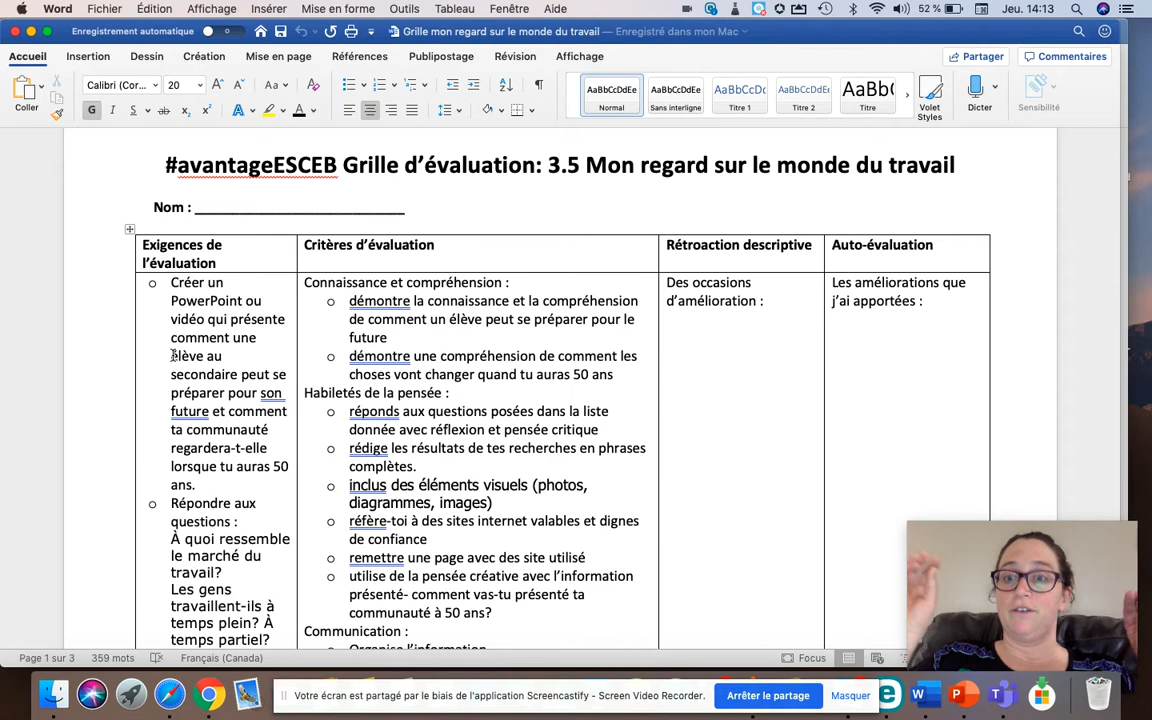 Word Fichier Édition Affichage Insérer Mise en forme Outils Tableau Fenêtre Aide 52 % Jeu. 14:13
Enregistrement automatique Grille mon regard sur le monde du travail — Enregistré dans mon Mac
Accueil Insertion Dessin Création Mise en page Références Publipostage Révision Affichage Partager Commentaires
Calibri (Cor... 20
AaBbCcDdEe AaBbCcDdEe AaBbCcDc AaBbCcDdEe AaBb(
Coller Normal Sans interligne Titre 1 Titre 2 Titre Volet Styles Dicter Sensibilité
#avantageESCEB Grille d'évaluation: 3.5 Mon regard sur le monde du travail
Nom : ___________________________
Exigences de
l'évaluation
Critères d'évaluation
Rétroaction descriptive
Auto-évaluation
o Créer un
PowerPoint ou
vidéo qui présente
comment une
élève au
secondaire peut se
préparer pour son
future et comment
ta communauté
regardera-t-elle
lorsque tu auras 50
ans.
o Répondre aux
questions :
À quoi ressemble
le marché du
travail?
Les gens
travaillent-ils à
temps plein? À
temps partiel?
Connaissance et compréhension :
o démontre la connaissance et la compréhension
de comment un élève peut se préparer pour le
future
o démontre une compréhension de comment les
choses vont changer quand tu auras 50 ans
Habiletés de la pensée :
o réponds aux questions posées dans la liste
donnée avec réflexion et pensée critique
o rédige les résultats de tes recherches en phrases
complètes.
o inclus des éléments visuels (photos,
diagrammes, images)
o réfère-toi à des sites internet valables et dignes
de confiance
o remettre une page avec des site utilisé
o utilise de la pensée créative avec l'information
présenté- comment vas-tu présenté ta
communauté à 50 ans?
Communication :
o Organise l'information
Des occasions
d'amélioration :
Les améliorations que
j'ai apportées :
Page 1 sur 3 359 mots Français (Canada) Focus
Votre écran est partagé par le biais de l'application Screencastify - Screen Video Recorder. Arrêter le partage Masquer